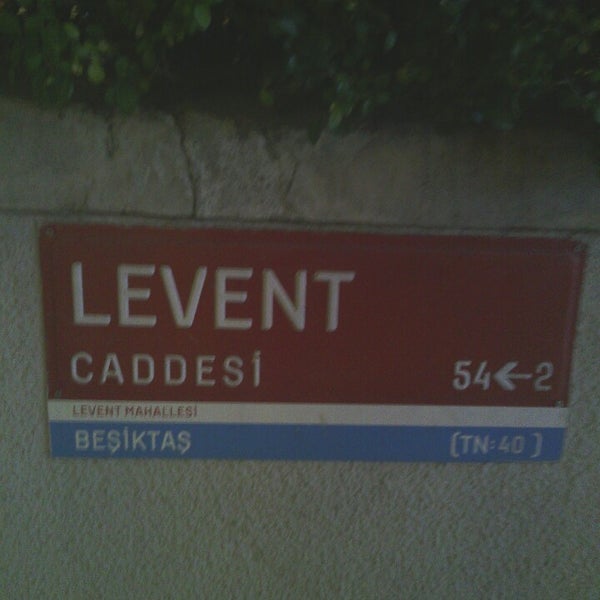 LEVENT
CADDESİ 54←2
LEVENT MAHALLESİ
BEŞİKTAŞ (TN:40 )